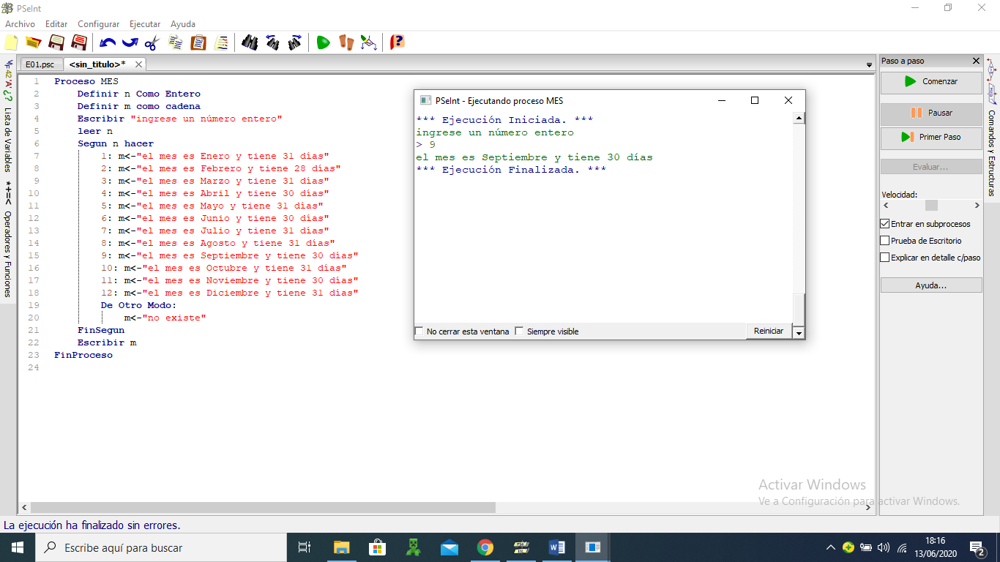 PSeInt
Archivo Editar Configurar Ejecutar Ayuda
E01.psc <sin_titulo>*
42 'A' ¿? Lista de Variables
*+=< Operadores y Funciones
1 Proceso MES
2 Definir n Como Entero
3 Definir m como cadena
4 Escribir "ingrese un número entero"
5 leer n
6 Segun n hacer
7 1: m<-"el mes es Enero y tiene 31 días"
8 2: m<-"el mes es Febrero y tiene 28 días"
9 3: m<-"el mes es Marzo y tiene 31 días"
10 4: m<-"el mes es Abril y tiene 30 días"
11 5: m<-"el mes es Mayo y tiene 31 días"
12 6: m<-"el mes es Junio y tiene 30 días"
13 7: m<-"el mes es Julio y tiene 31 días"
14 8: m<-"el mes es Agosto y tiene 31 días"
15 9: m<-"el mes es Septiembre y tiene 30 días"
16 10: m<-"el mes es Octubre y tiene 31 días"
17 11: m<-"el mes es Noviembre y tiene 30 días"
18 12: m<-"el mes es Diciembre y tiene 31 días"
19 De Otro Modo:
20 m<-"no existe"
21 FinSegun
22 Escribir m
23 FinProceso
24
PSeInt - Ejecutando proceso MES
*** Ejecución Iniciada. ***
ingrese un número entero
> 9
el mes es Septiembre y tiene 30 días
*** Ejecución Finalizada. ***
No cerrar esta ventana Siempre visible Reiniciar
Paso a paso
Comenzar
Pausar
Primer Paso
Evaluar...
Velocidad:
Entrar en subprocesos
Prueba de Escritorio
Explicar en detalle c/paso
Ayuda...
Comandos y Estructuras
Activar Windows
Ve a Configuración para activar Windows.
La ejecución ha finalizado sin errores.
Escribe aquí para buscar
18:16
13/06/2020
2